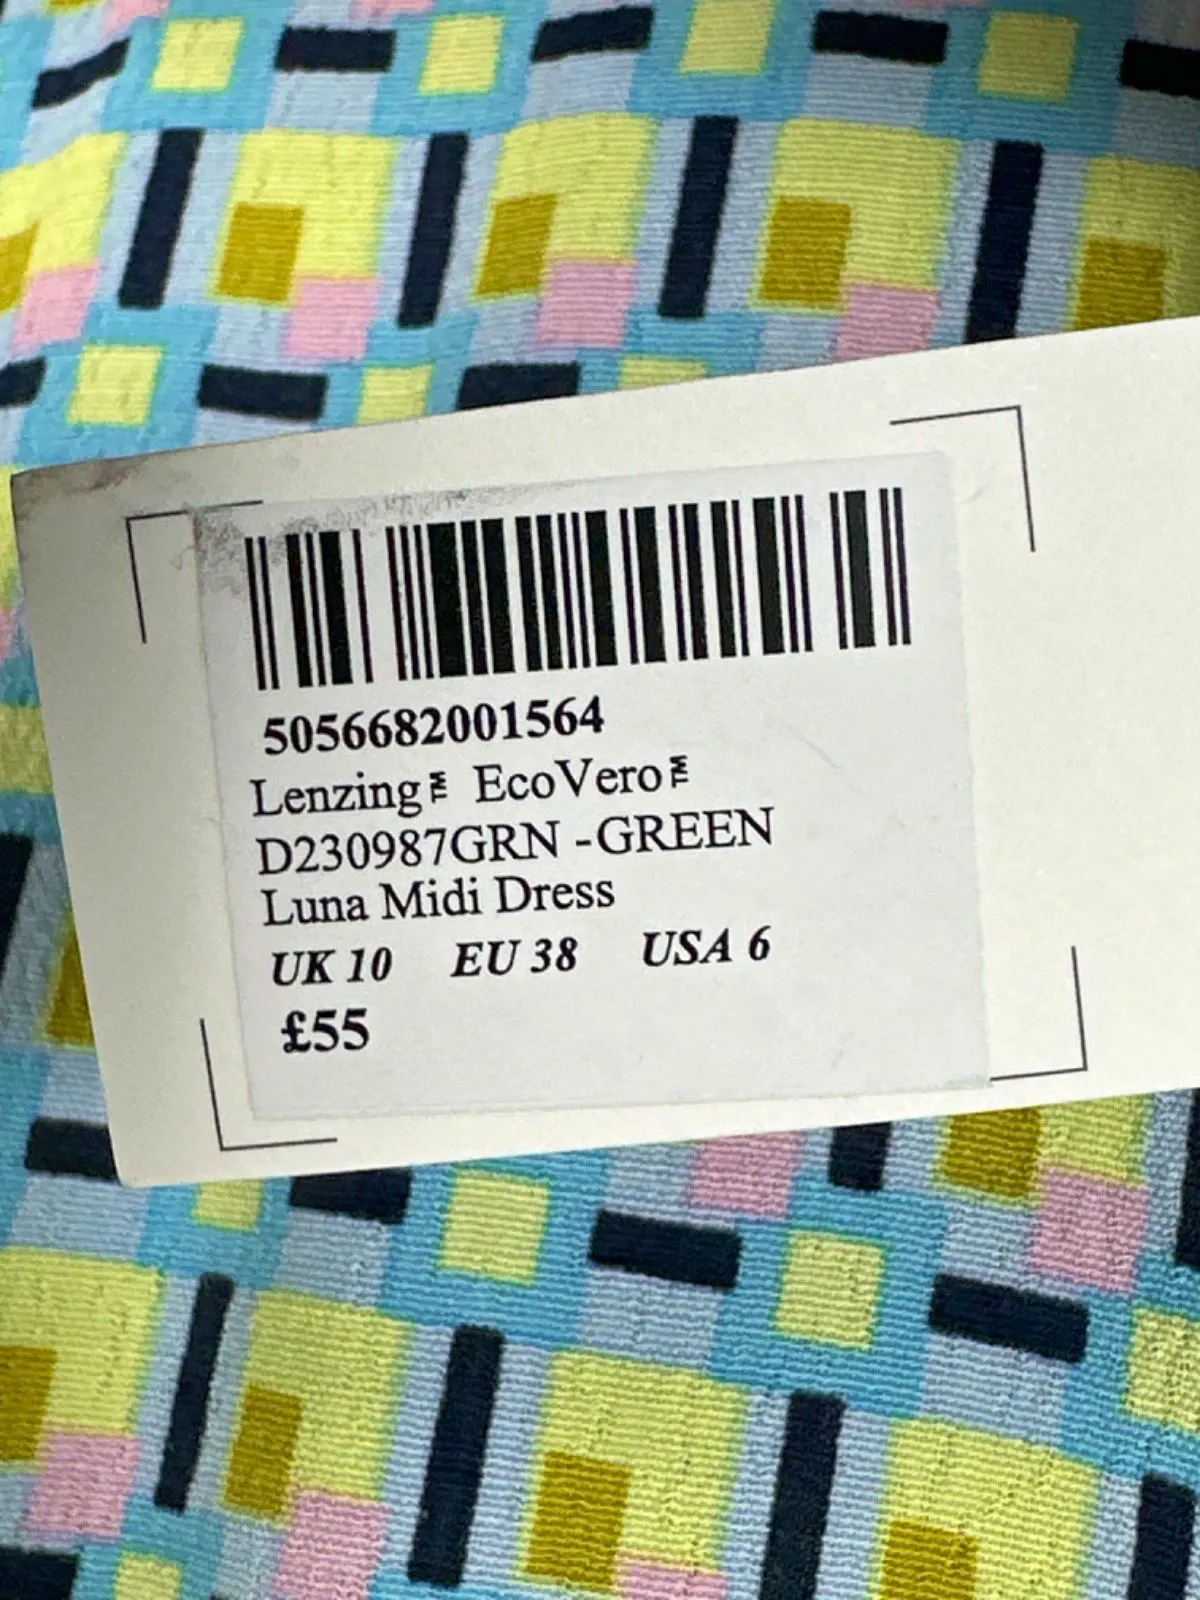 5056682001564
Lenzing™ EcoVero™
D230987GRN -GREEN
Luna Midi Dress
UK 10 EU 38 USA 6
£55